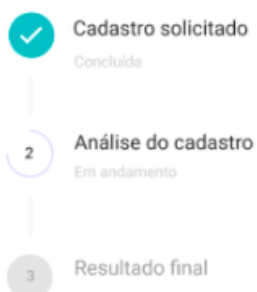 Cadastro solicitado
Concluída
2
Análise do cadastro
Em andamento
3
Resultado final